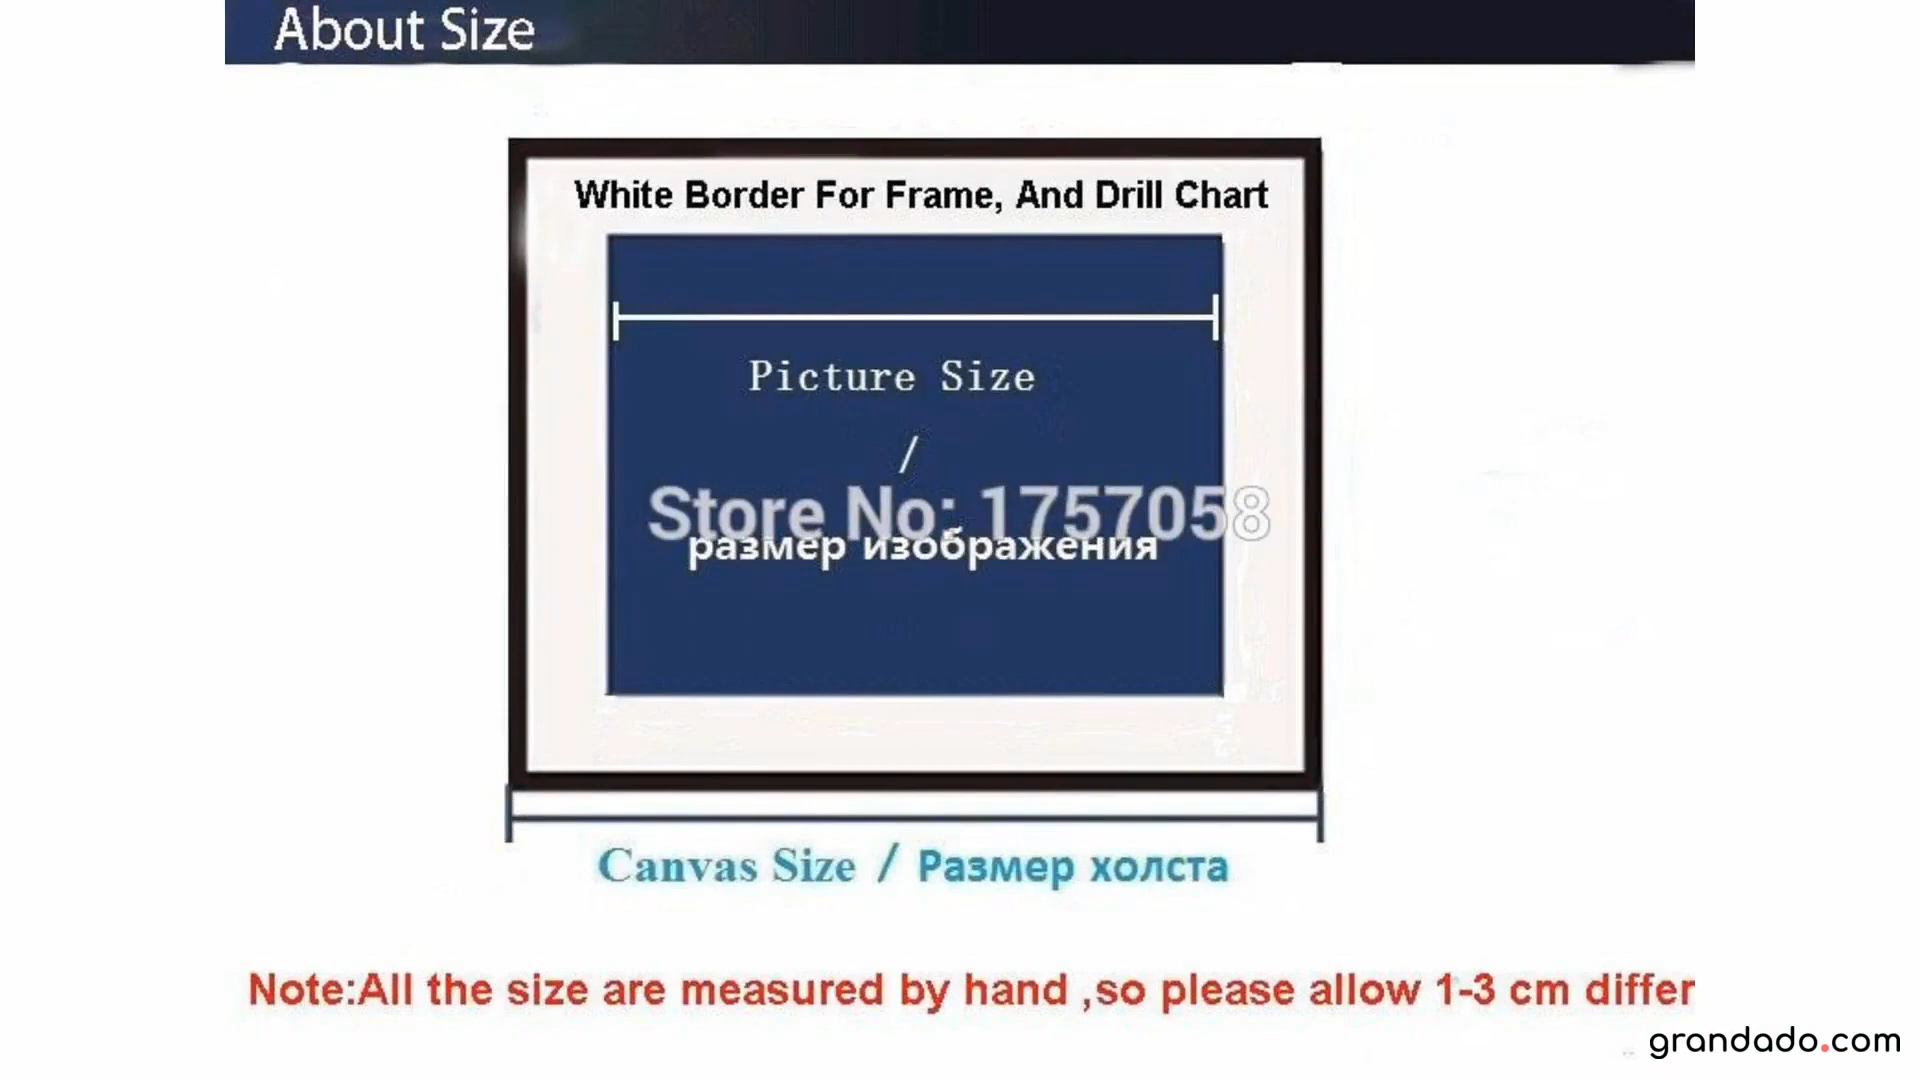 About Size
White Border For Frame, And Drill Chart
Picture Size
/
Store No: 1757058
размер изображения
Canvas Size / Размер холста
Note:All the size are measured by hand ,so please allow 1-3 cm differ
grandado.com